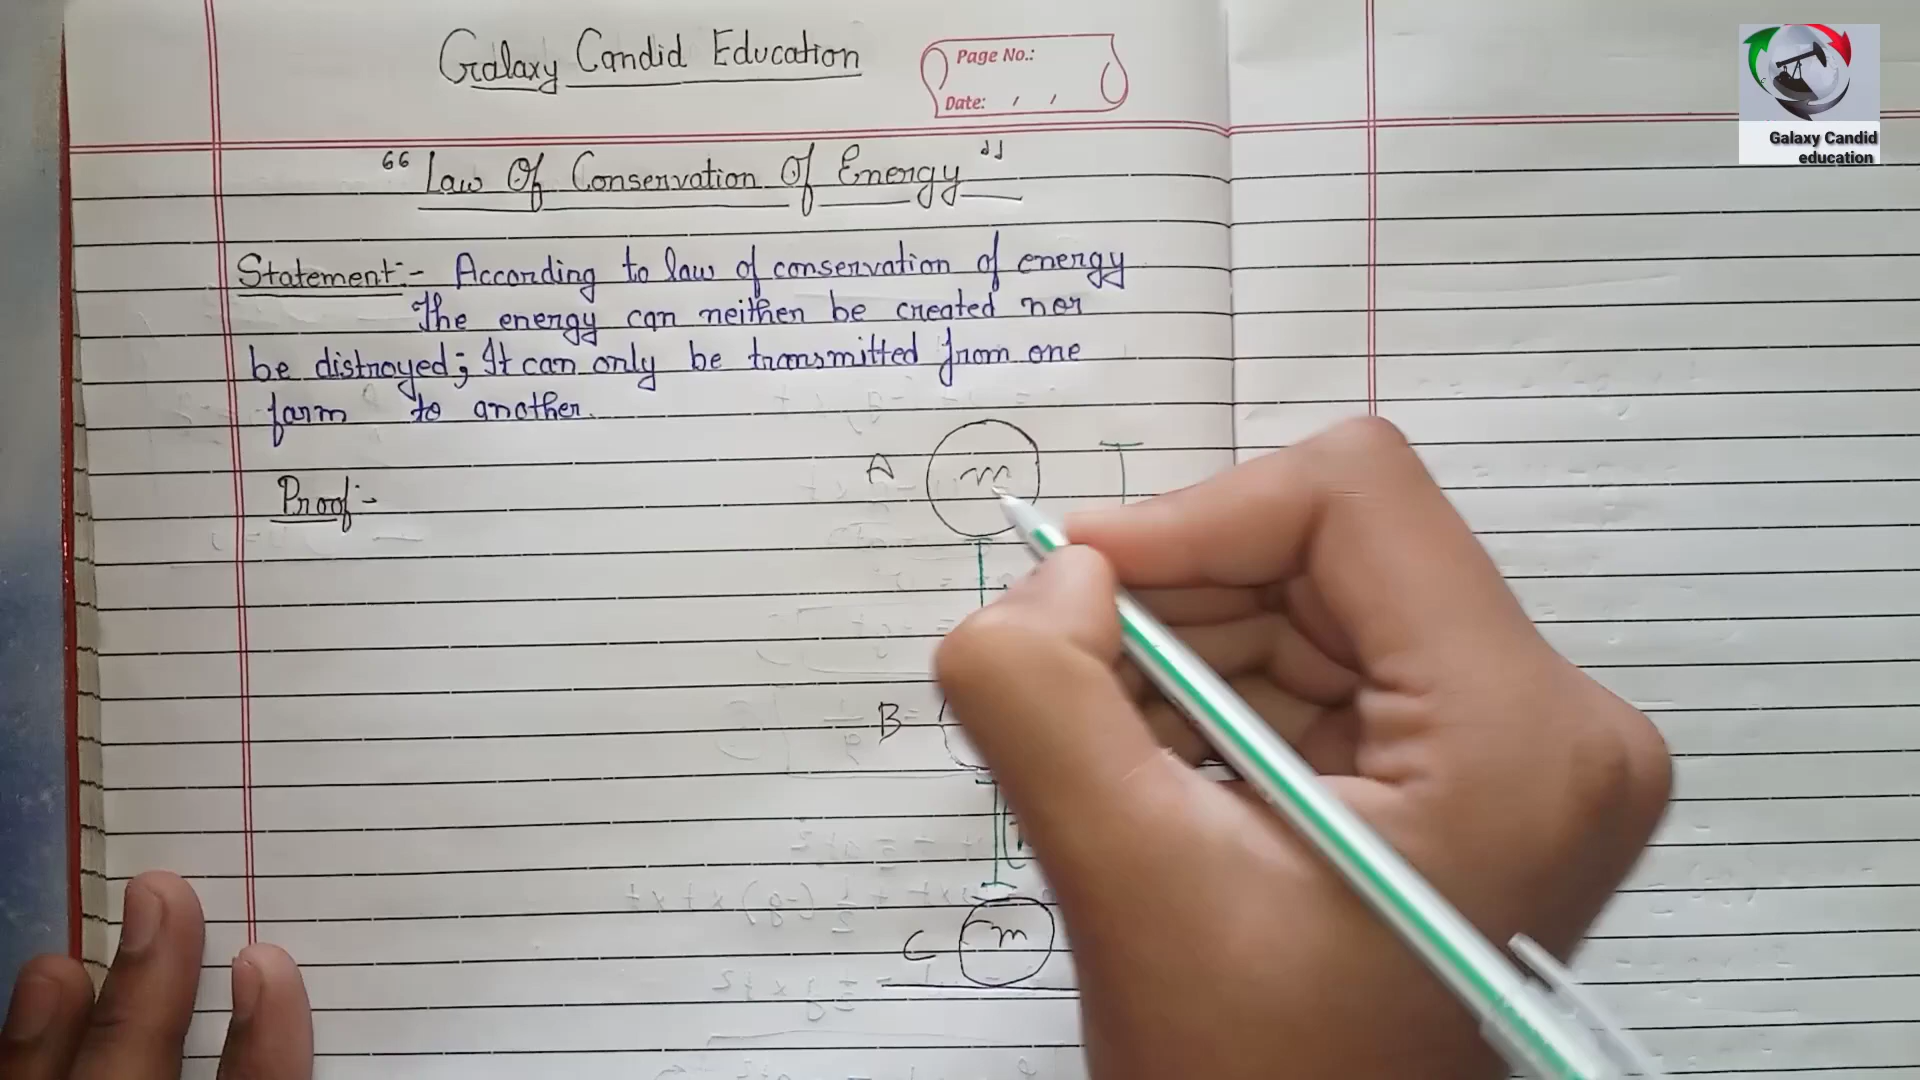 Galaxy Candid Education
Page No.:
Date: / /
Galaxy Candid
education
"Law Of Conservation Of Energy"
Statement:- According to law of conservation of energy
The energy can neither be created nor
be distroyed; It can only be transmitted from one
farm to another.
A m
Proof:-
B
C m